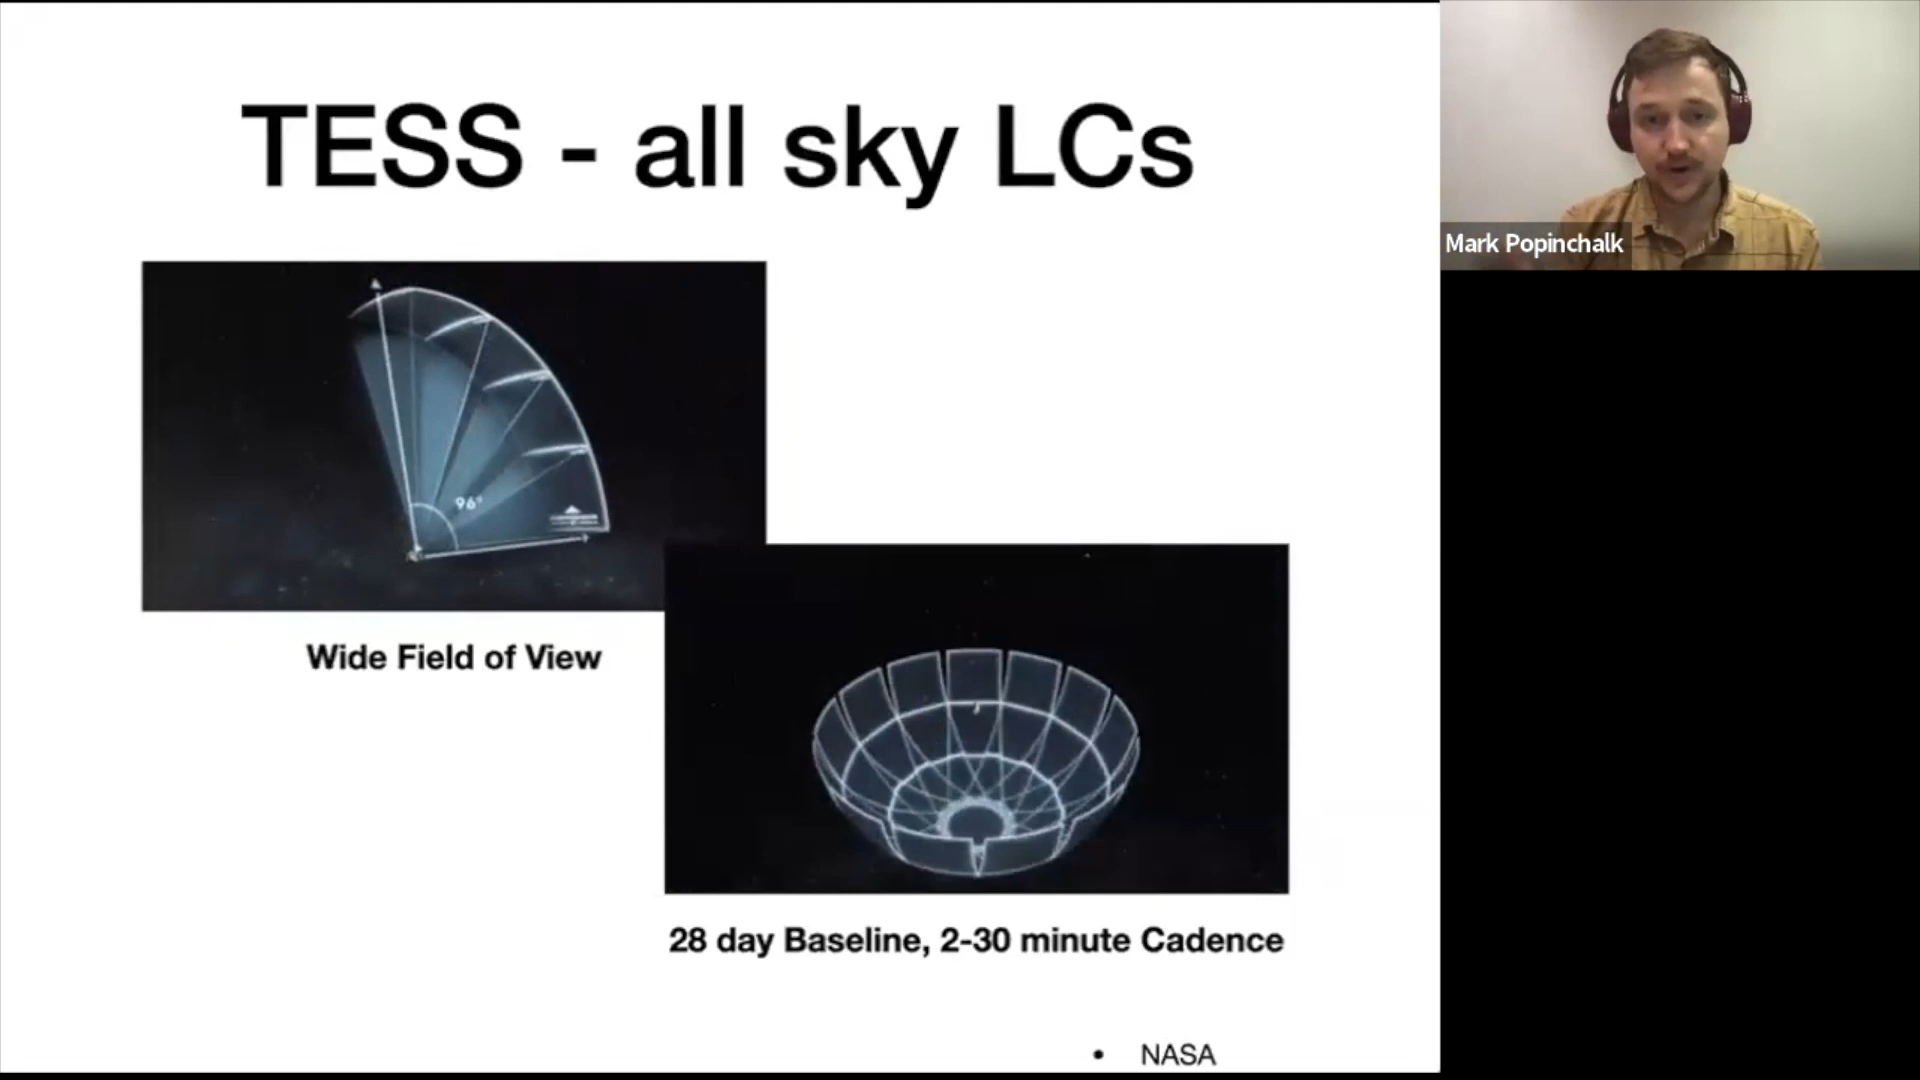 TESS - all sky LCs
Mark Popinchalk
96°
Wide Field of View
28 day Baseline, 2-30 minute Cadence
• NASA